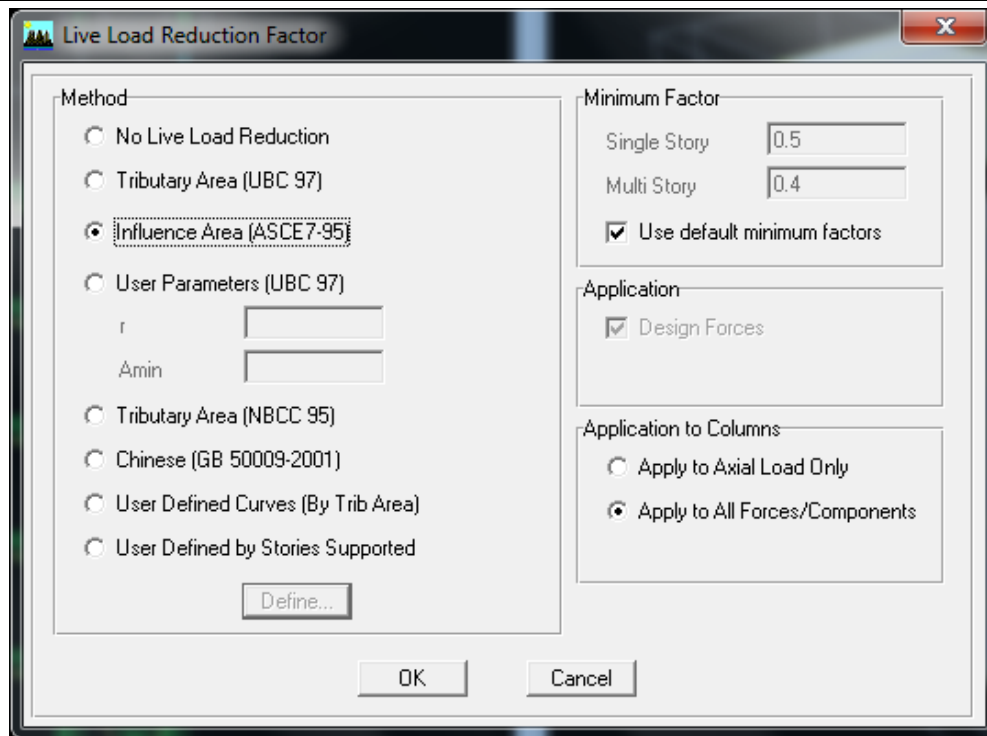 Live Load Reduction Factor
Method
No Live Load Reduction
Tributary Area (UBC 97)
Influence Area (ASCE7-95)
User Parameters (UBC 97)
r
Amin
Tributary Area (NBCC 95)
Chinese (GB 50009-2001)
User Defined Curves (By Trib Area)
User Defined by Stories Supported
Define...
Minimum Factor
Single Story 0.5
Multi Story 0.4
Use default minimum factors
Application
Design Forces
Application to Columns
Apply to Axial Load Only
Apply to All Forces/Components
OK Cancel